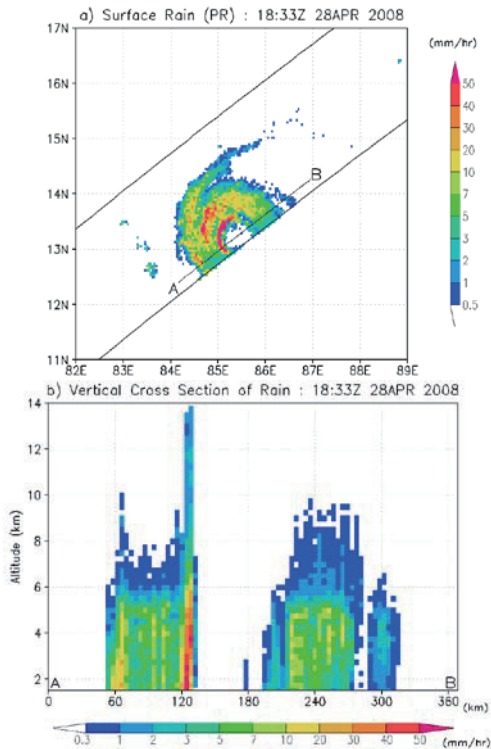 a) Surface Rain (PR) : 18:33Z 28APR 2008
(mm/hr)
17N
16N
15N
14N
13N
12N
11N
82E 83E 84E 85E 86E 87E 88E 89E
A
B
50
40
30
20
10
7
5
3
2
1
0.5
b) Vertical Cross Section of Rain : 18:33Z 28APR 2008
Altitude (km)
14
12
10
8
6
4
2
A
B
0 60 120 180 240 300 360
(km)
0.3 1 2 3 5 7 10 20 30 40 50
(mm/hr)